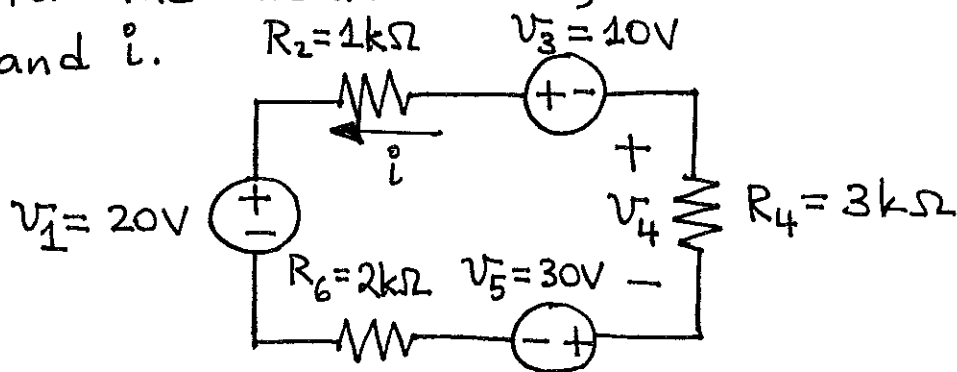 and i.
R₂=1kΩ
v₃=10V
i
+ -
+
v₁=20V
+
-
v₄
R₄=3kΩ
R₆=2kΩ
v₅=30V
-
- +